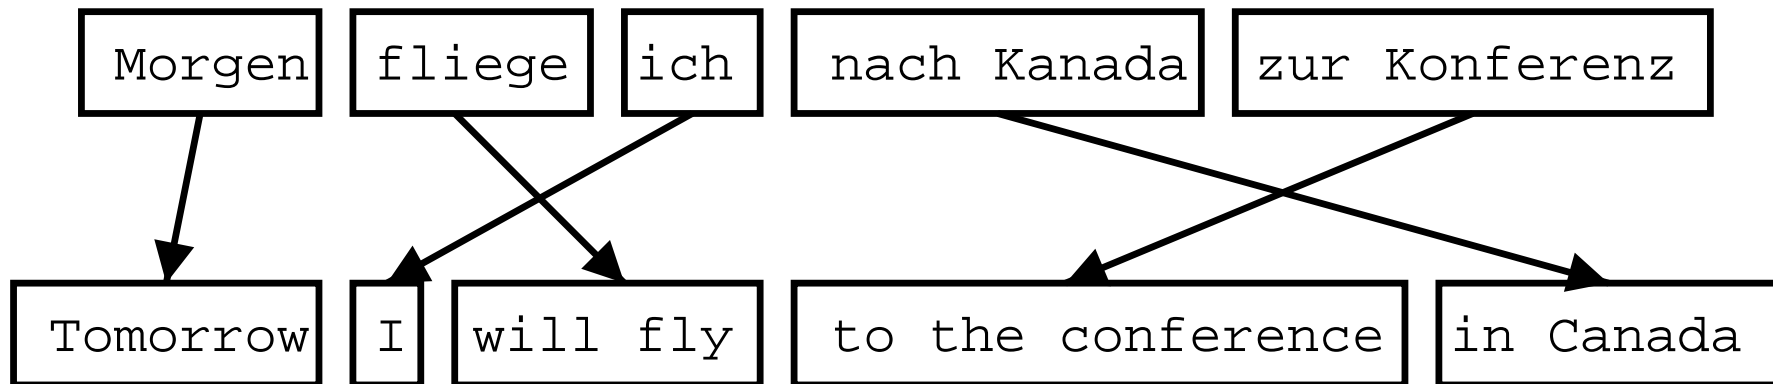 Morgen fliege ich nach Kanada zur Konferenz
Tomorrow I will fly to the conference in Canada